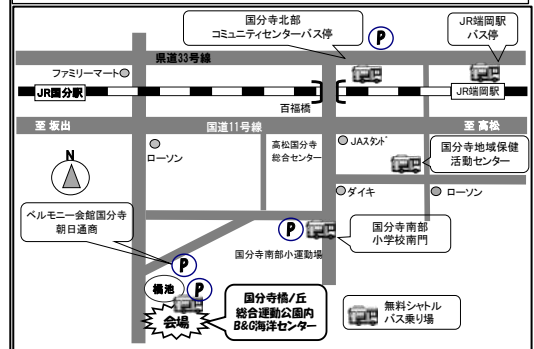 国分寺北部
コミュニティセンターバス停
P
JR端岡駅
バス停
県道33号線
ファミリーマート
JR国分駅
JR端岡駅
百福橋
至 坂出
国道11号線
至 高松
ローソン
高松国分寺
総合センター
JAスタンド
国分寺地域保健
活動センター
N
ダイキ
ローソン
ベルモニー会館国分寺
朝日通商
P
国分寺南部
小学校南門
国分寺南部小運動場
P
橘池
P
会場
国分寺橘ノ丘
総合運動公園内
B&G海洋センター
無料シャトル
バス乗り場